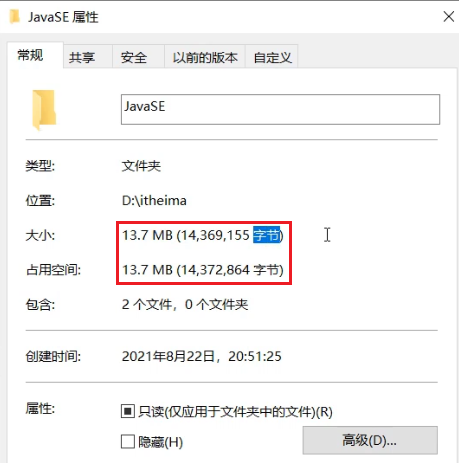 JavaSE 属性
常规 共享 安全 以前的版本 自定义
JavaSE
类型: 文件夹
位置: D:\itheima
大小: 13.7 MB (14,369,155 字节)
占用空间: 13.7 MB (14,372,864 字节)
包含: 2 个文件，0 个文件夹
创建时间: 2021年8月22日，20:51:25
属性: 只读(仅应用于文件夹中的文件)(R)
隐藏(H) 高级(D)...